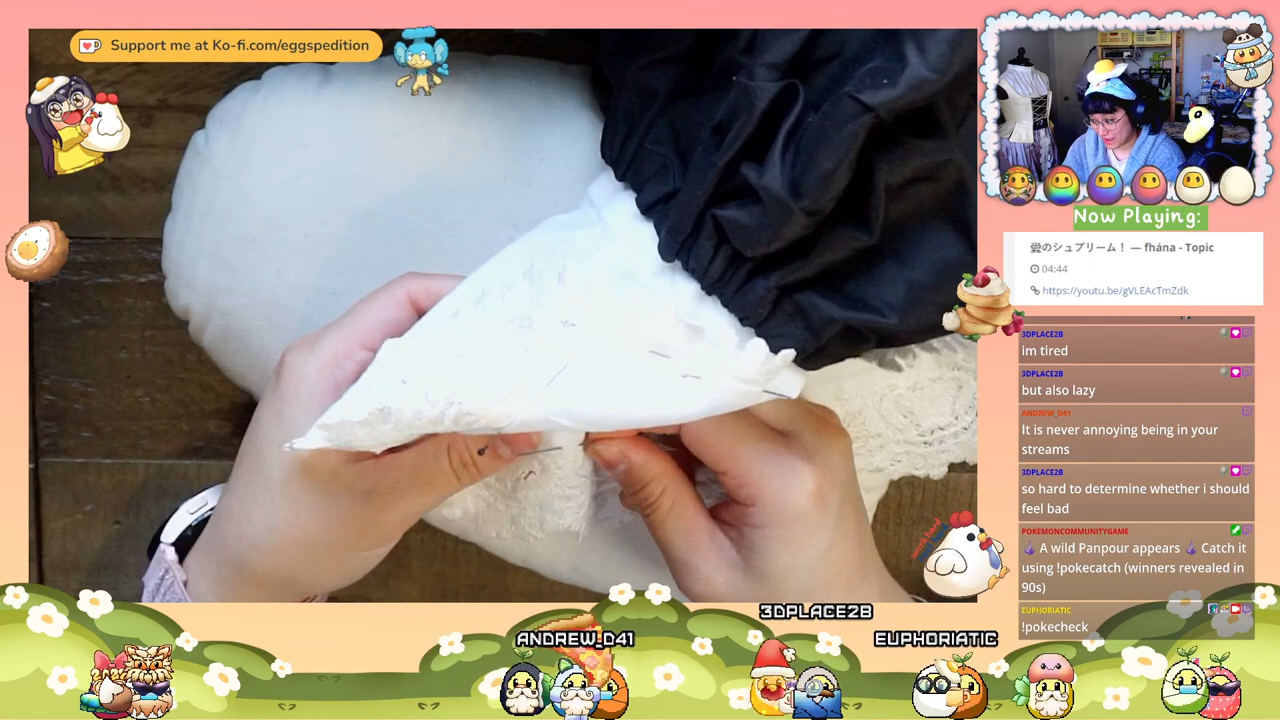 Support me at Ko-fi.com/eggspedition
Now Playing:
愛のシュプリーム！ — fhána - Topic
04:44
https://youtu.be/gVLEAcTmZdk
3DPLACE2B
im tired
3DPLACE2B
but also lazy
ANDREW_D41
It is never annoying being in your
streams
3DPLACE2B
so hard to determine whether i should
feel bad
POKEMONCOMMUNITYGAME
A wild Panpour appears Catch it
using !pokecatch (winners revealed in
90s)
EUPHORIATIC
!pokecheck
work hard
3DPLACE2B
ANDREW_D41
EUPHORIATIC